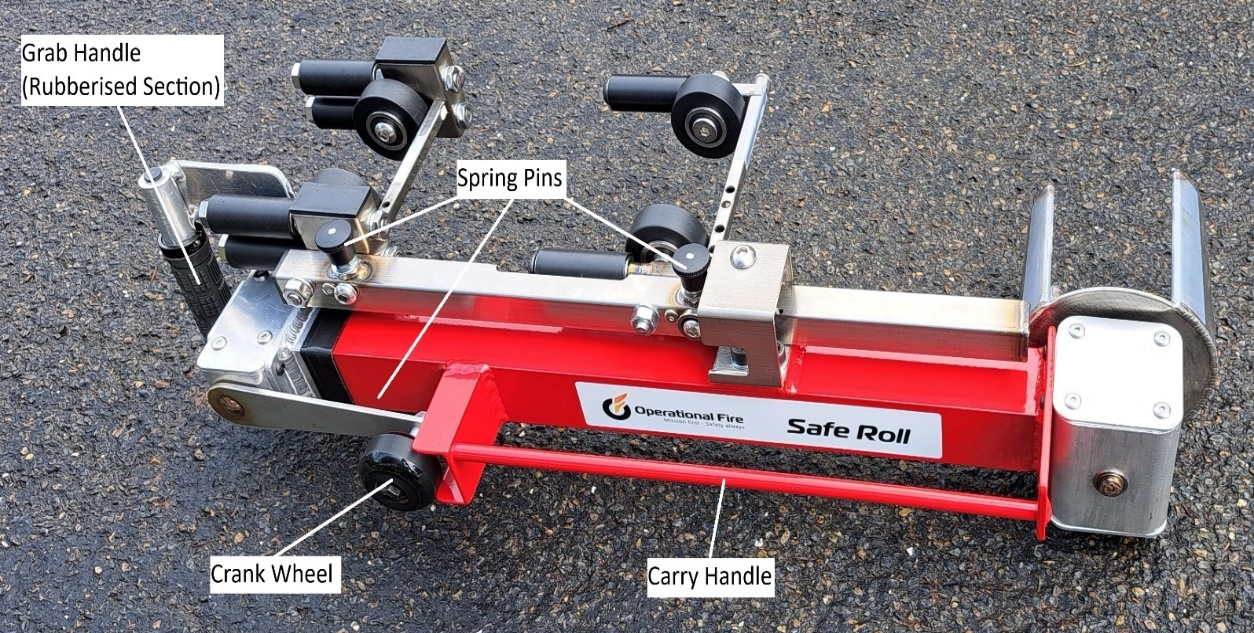 Grab Handle
(Rubberised Section)
Spring Pins
Operational Fire
Mission first - Safety always
Safe Roll
Crank Wheel
Carry Handle